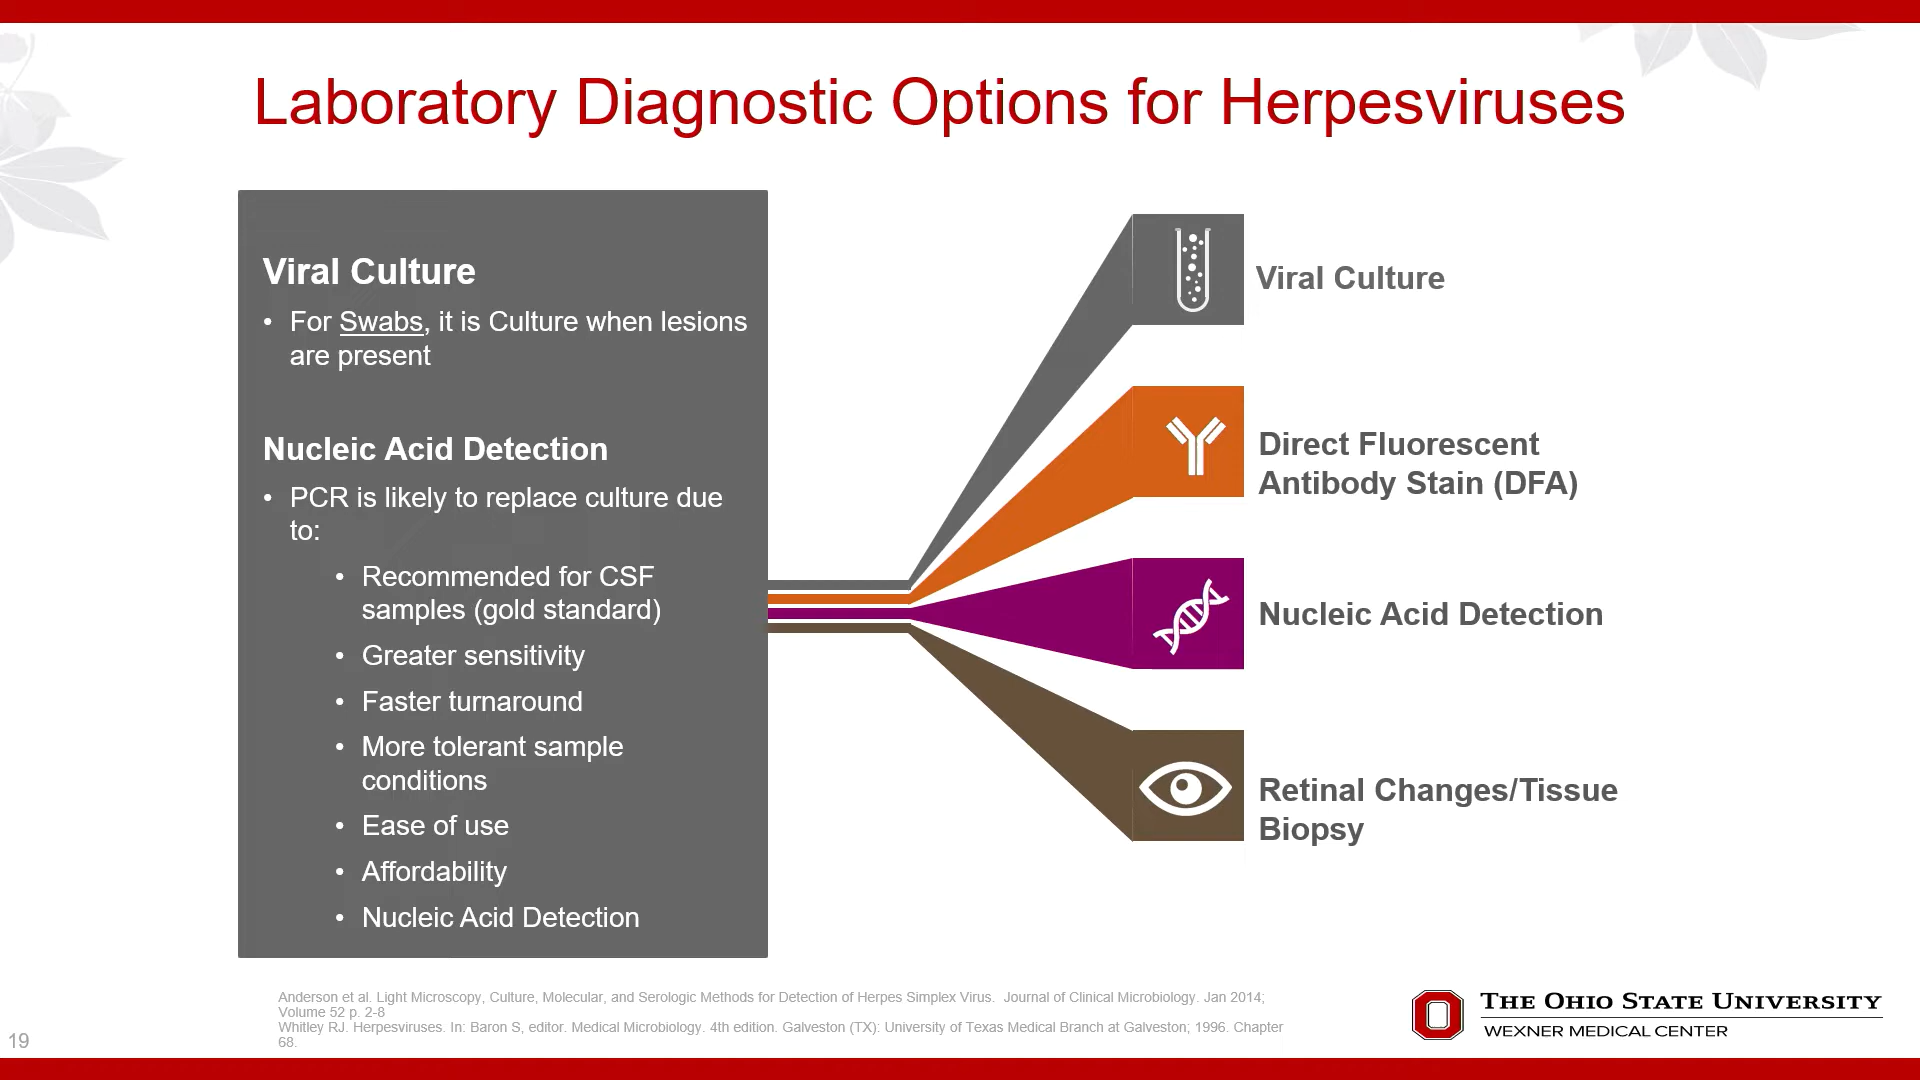 Laboratory Diagnostic Options for Herpesviruses
Viral Culture
• For Swabs, it is Culture when lesions
are present
Nucleic Acid Detection
• PCR is likely to replace culture due
to:
• Recommended for CSF
samples (gold standard)
• Greater sensitivity
• Faster turnaround
• More tolerant sample
conditions
• Ease of use
• Affordability
• Nucleic Acid Detection
Viral Culture
Direct Fluorescent
Antibody Stain (DFA)
Nucleic Acid Detection
Retinal Changes/Tissue
Biopsy
Anderson et al. Light Microscopy, Culture, Molecular, and Serologic Methods for Detection of Herpes Simplex Virus. Journal of Clinical Microbiology. Jan 2014;
Volume 52 p. 2-8
Whitley RJ. Herpesviruses. In: Baron S, editor. Medical Microbiology. 4th edition. Galveston (TX): University of Texas Medical Branch at Galveston; 1996. Chapter
68.
19
THE OHIO STATE UNIVERSITY
WEXNER MEDICAL CENTER